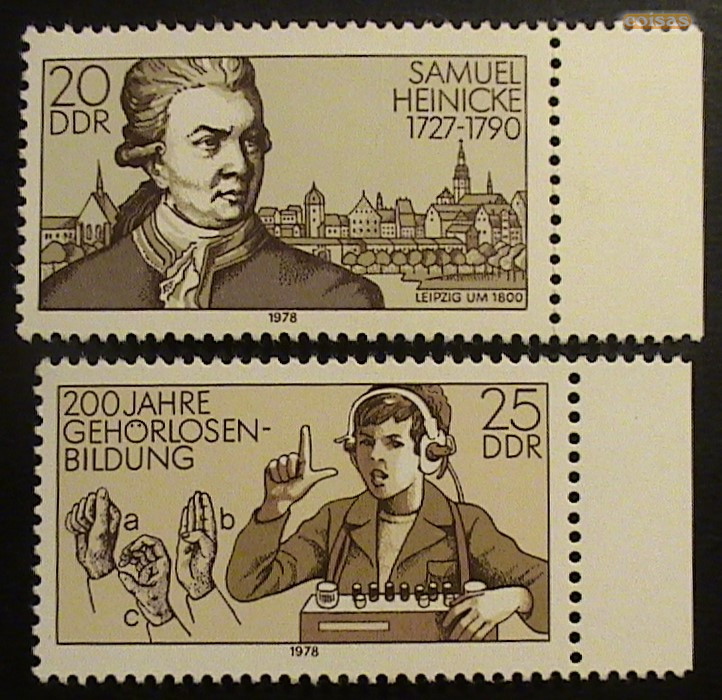 coisas
20
DDR
SAMUEL
HEINICKE
1727-1790
LEIPZIG UM 1800
1978
200 JAHRE
GEHÖRLOSEN-
BILDUNG
25
DDR
a
b
c
1978